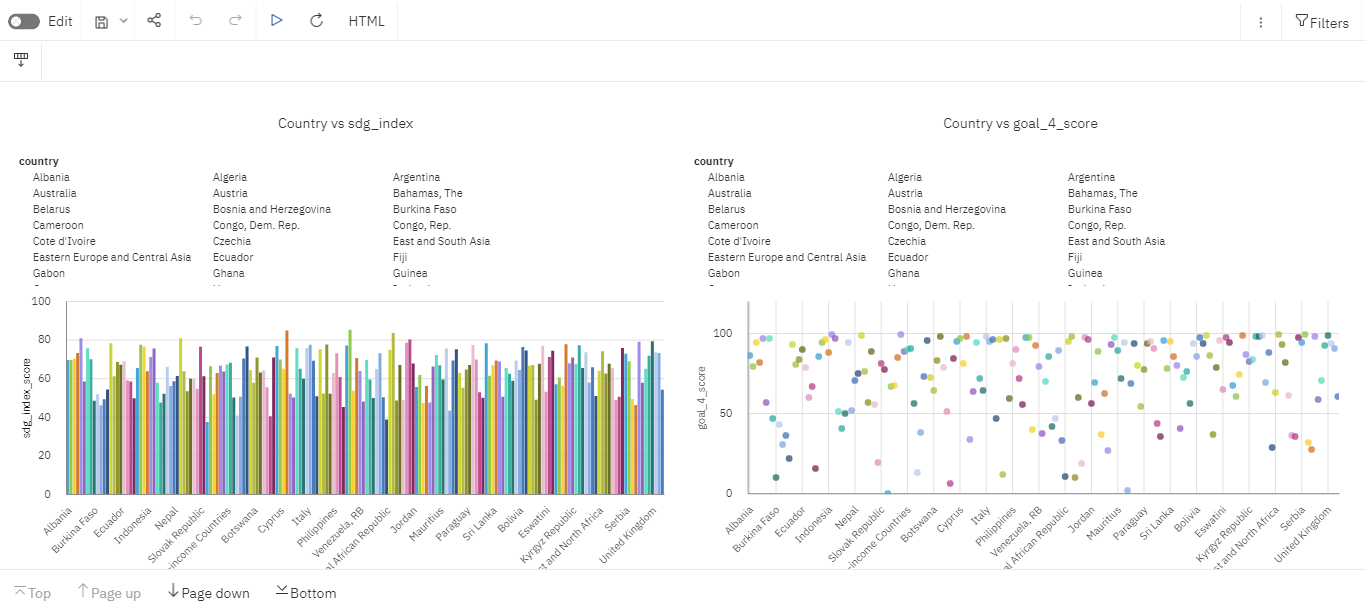 Edit HTML Filters
Country vs sdg_index
country
Albania Algeria Argentina
Australia Austria Bahamas, The
Belarus Bosnia and Herzegovina Burkina Faso
Cameroon Congo, Dem. Rep. Congo, Rep.
Cote d'Ivoire Czechia East and South Asia
Eastern Europe and Central Asia Ecuador Fiji
Gabon Ghana Guinea
sdg_index_score
100
80
60
40
20
0
Albania
Burkina Faso
Ecuador
Indonesia
Nepal
Slovak Republic
-income Countries
Botswana
Cyprus
Italy
Philippines
Venezuela, RB
al African Republic
Jordan
Mauritius
Paraguay
Sri Lanka
Bolivia
Eswatini
Kyrgyz Republic
st and North Africa
Serbia
United Kingdom
Country vs goal_4_score
country
Albania Algeria Argentina
Australia Austria Bahamas, The
Belarus Bosnia and Herzegovina Burkina Faso
Cameroon Congo, Dem. Rep. Congo, Rep.
Cote d'Ivoire Czechia East and South Asia
Eastern Europe and Central Asia Ecuador Fiji
Gabon Ghana Guinea
goal_4_score
100
50
0
Albania
Burkina Faso
Ecuador
Indonesia
Nepal
Slovak Republic
-income Countries
Botswana
Cyprus
Italy
Philippines
Venezuela, RB
al African Republic
Jordan
Mauritius
Paraguay
Sri Lanka
Bolivia
Eswatini
Kyrgyz Republic
st and North Africa
Serbia
United Kingdom
Top Page up Page down Bottom